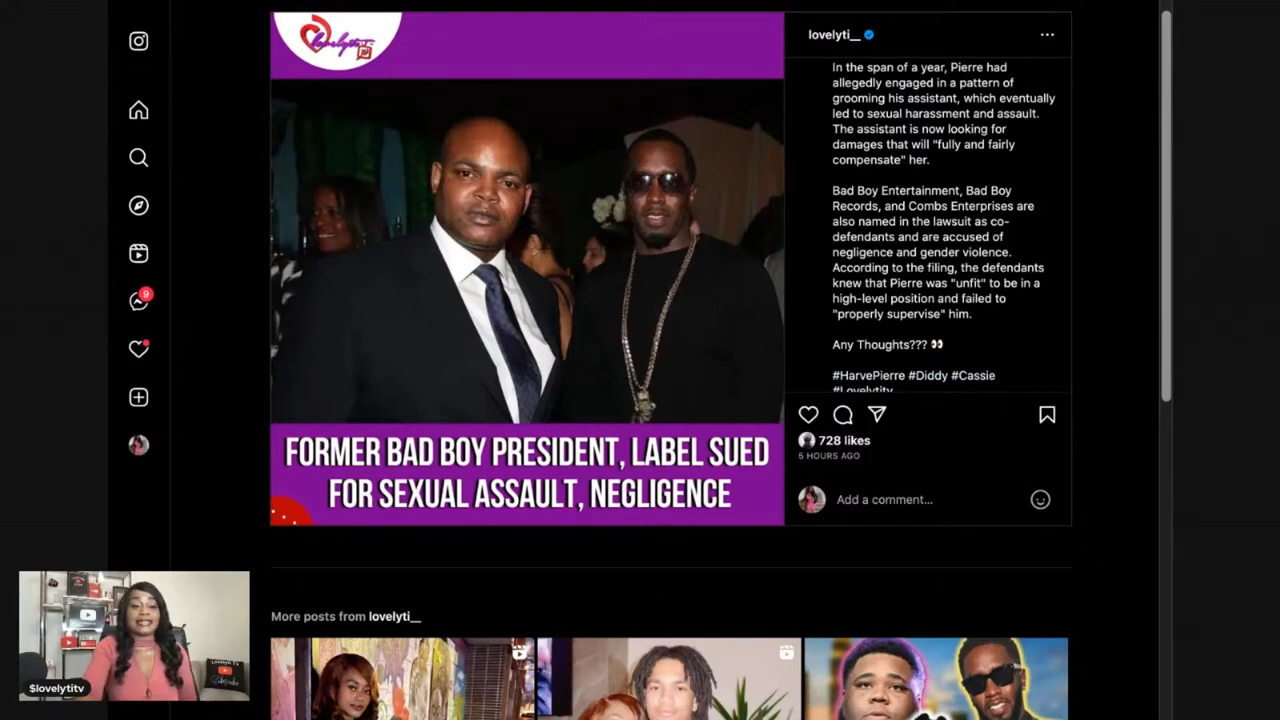 lovelyti
TV
lovelyti__
In the span of a year, Pierre had
allegedly engaged in a pattern of
grooming his assistant, which eventually
led to sexual harassment and assault.
The assistant is now looking for
damages that will "fully and fairly
compensate" her.
Bad Boy Entertainment, Bad Boy
Records, and Combs Enterprises are
also named in the lawsuit as co-
defendants and are accused of
negligence and gender violence.
According to the filing, the defendants
knew that Pierre was "unfit" to be in a
high-level position and failed to
"properly supervise" him.
Any Thoughts??? 👀
#HarvePierre #Diddy #Cassie
#Lovelytitv
9
728 likes
5 HOURS AGO
Add a comment...
FORMER BAD BOY PRESIDENT, LABEL SUED
FOR SEXUAL ASSAULT, NEGLIGENCE
More posts from lovelyti__
$lovelytitv